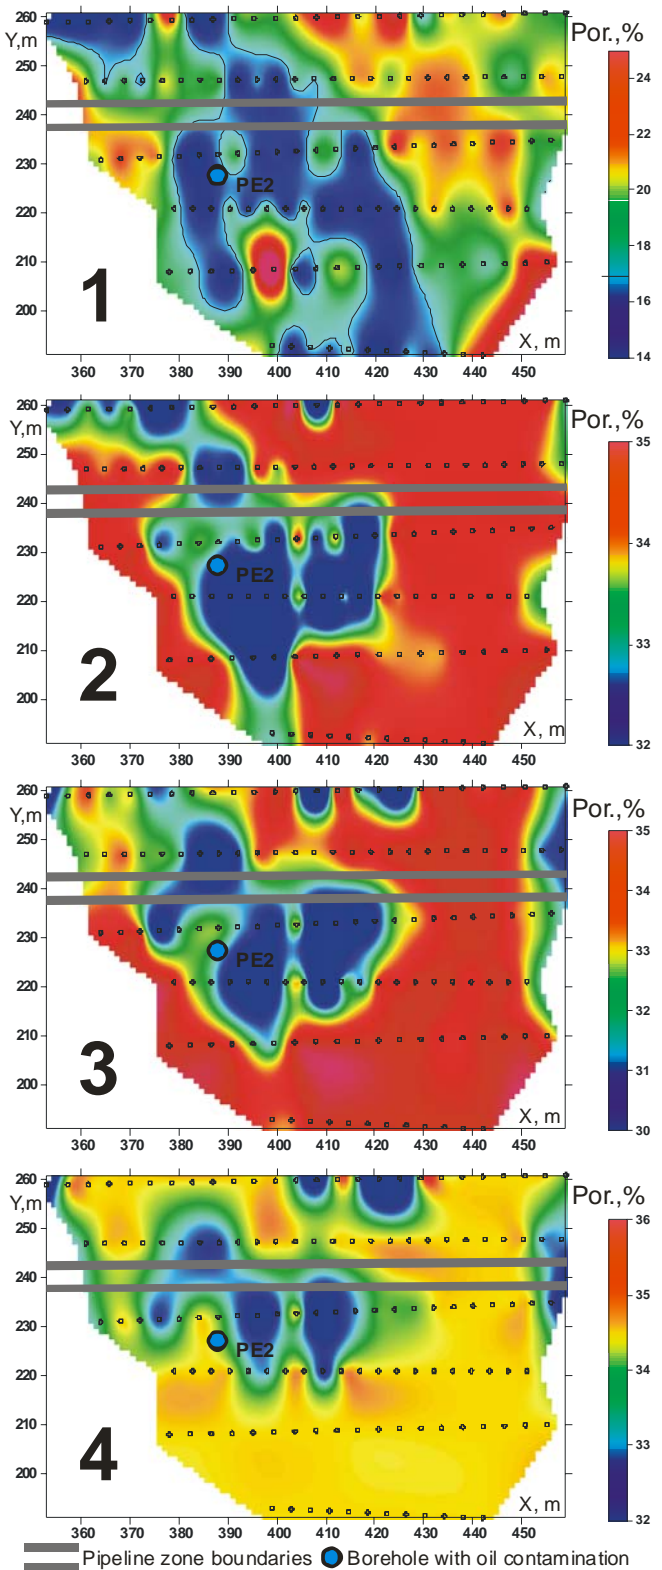 260 Y,m 250 240 230 220 210 200
Por.,%
24 22 20 18 16 14
PE2
1
X, m
360 370 380 390 400 410 420 430 440 450
260 Y,m 250 240 230 220 210 200
Por.,%
35 34 33 32
PE2
2
X, m
360 370 380 390 400 410 420 430 440 450
260 Y,m 250 240 230 220 210 200
Por.,%
35 34 33 32 31 30
PE2
3
X, m
360 370 380 390 400 410 420 430 440 450
260 Y,m 250 240 230 220 210 200
Por.,%
36 35 34 33 32
PE2
4
X, m
360 370 380 390 400 410 420 430 440 450
Pipeline zone boundaries Borehole with oil contamination